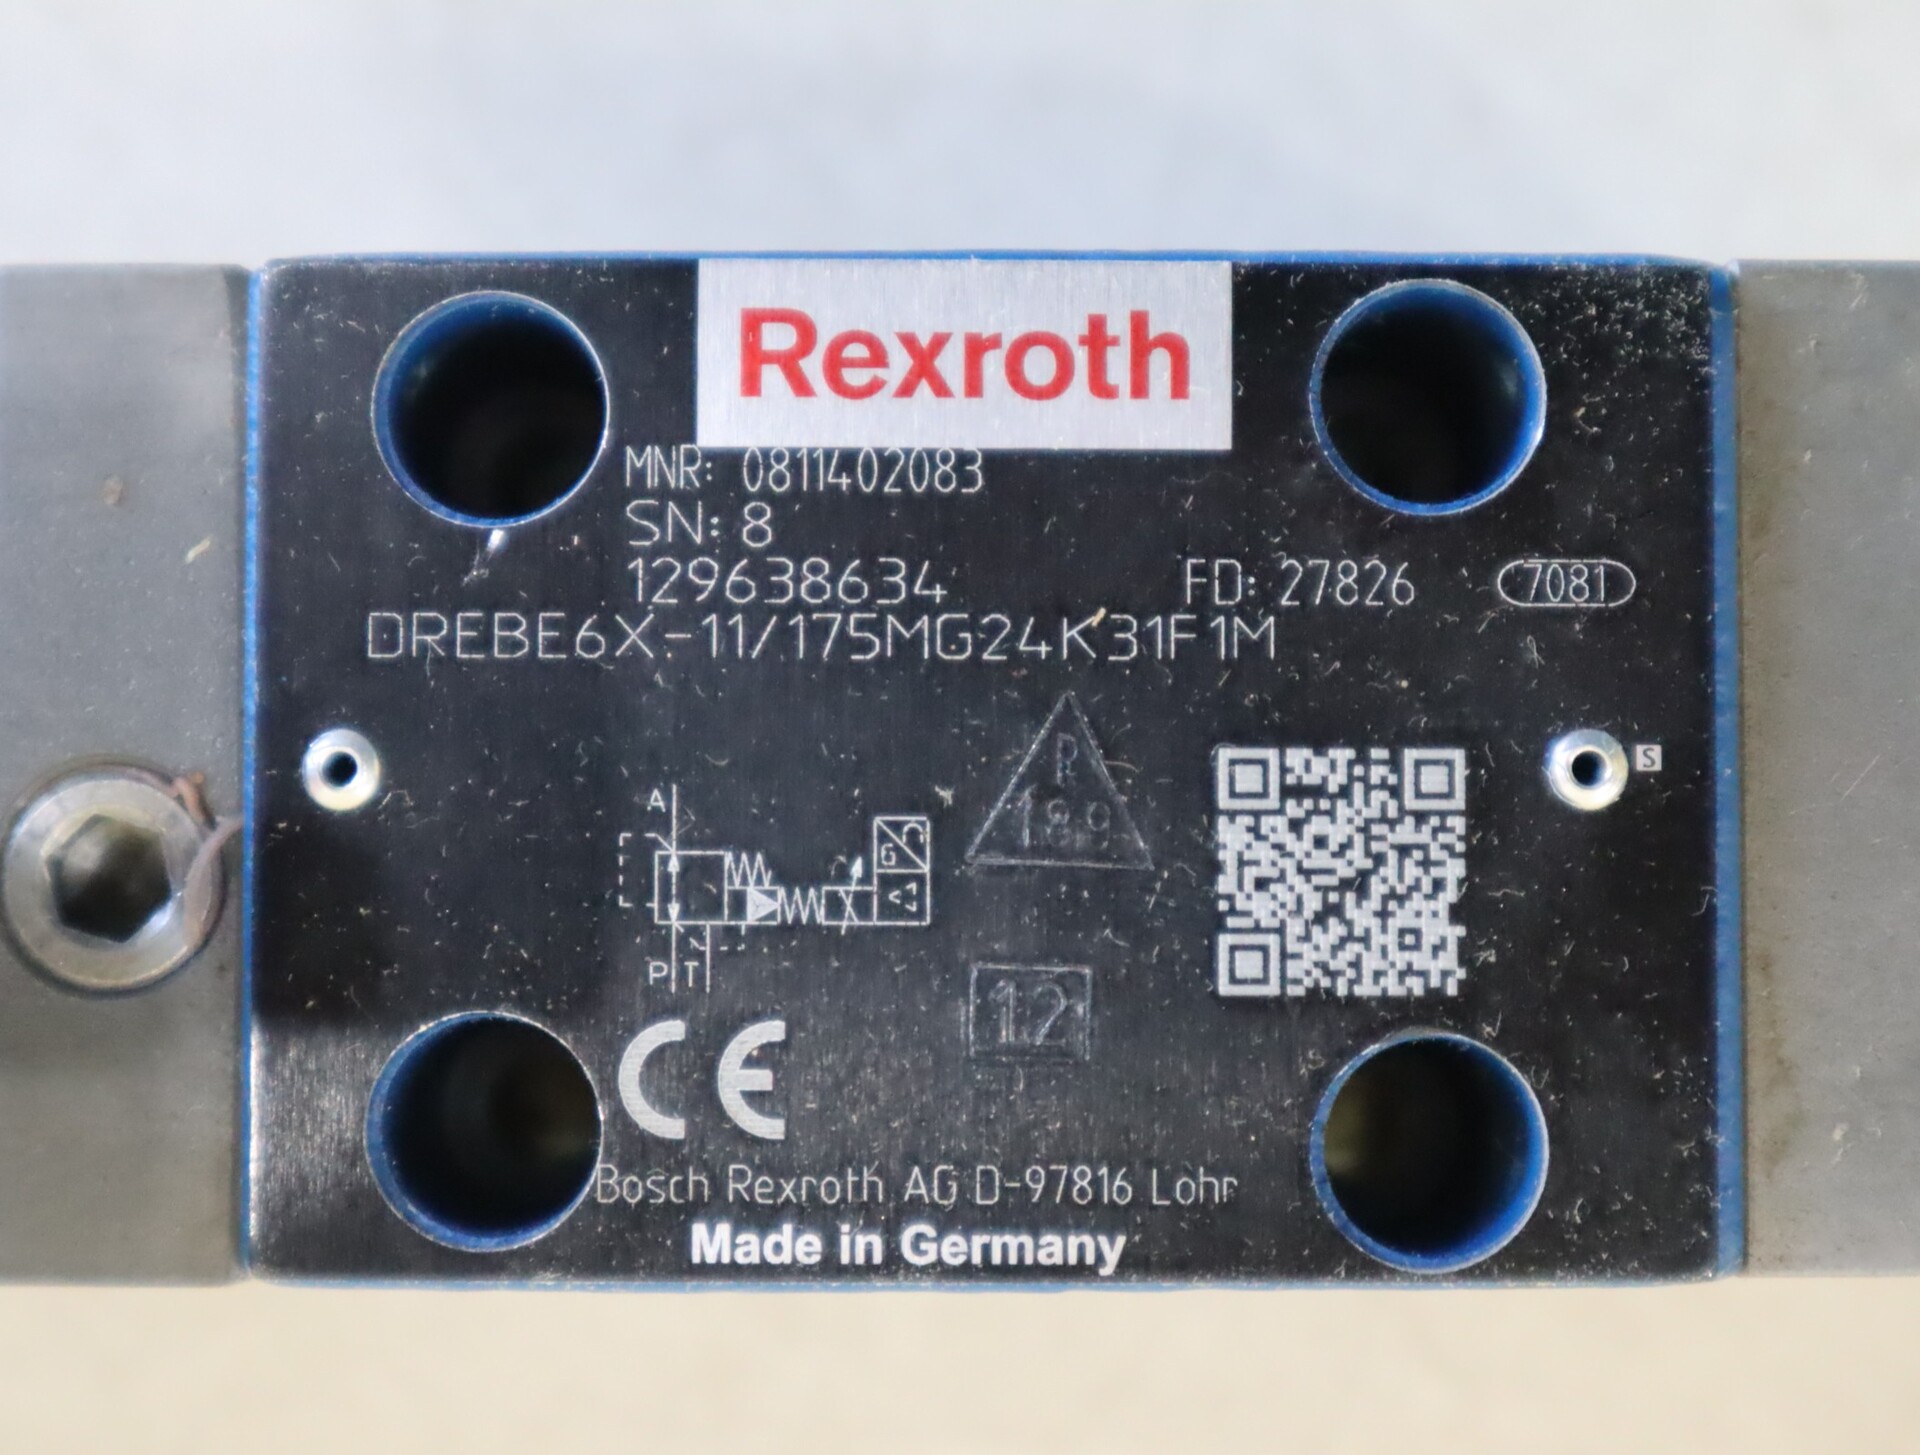 Rexroth
MNR: 0811402083
SN: 8
129638634 FD: 27826 7081
DREBE6X-11/175MG24K31F1M
R
189
S
A
G
U
P T
12
CE
Bosch Rexroth AG D-97816 Lohr
Made in Germany